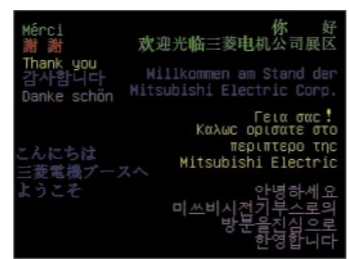 Mérci
謝 謝
Thank you
감사합니다
Danke schön
你 好
欢迎光临三菱电机公司展区
Willkommen am Stand der
Mitsubishi Electric Corp.
Γεια σας!
Καλως ορισατε στο
περιπτερο της
Mitsubishi Electric
こんにちは
三菱電機ブースへ
ようこそ
안녕하세요
미쓰비시전기부스로의
방문을진심으로
한영합니다